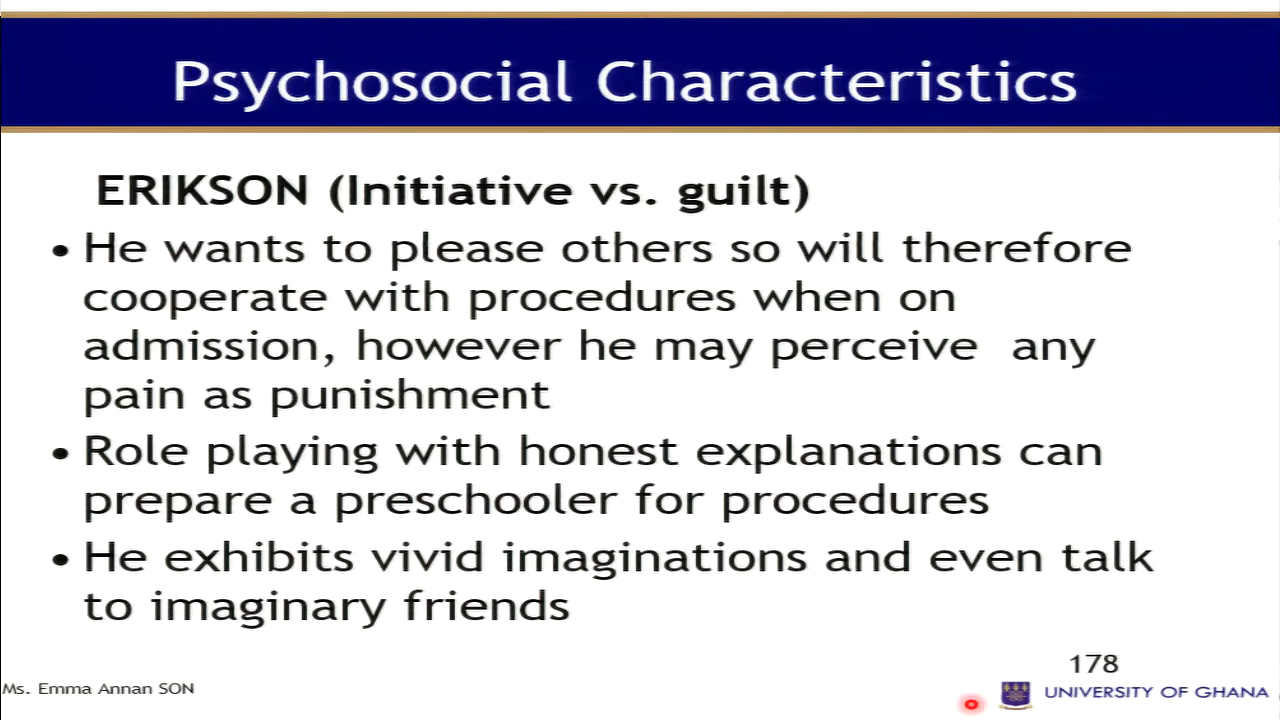 Psychosocial Characteristics
ERIKSON (Initiative vs. guilt)
• He wants to please others so will therefore
cooperate with procedures when on
admission, however he may perceive any
pain as punishment
• Role playing with honest explanations can
prepare a preschooler for procedures
• He exhibits vivid imaginations and even talk
to imaginary friends
178
Ms. Emma Annan SON
UNIVERSITY OF GHANA